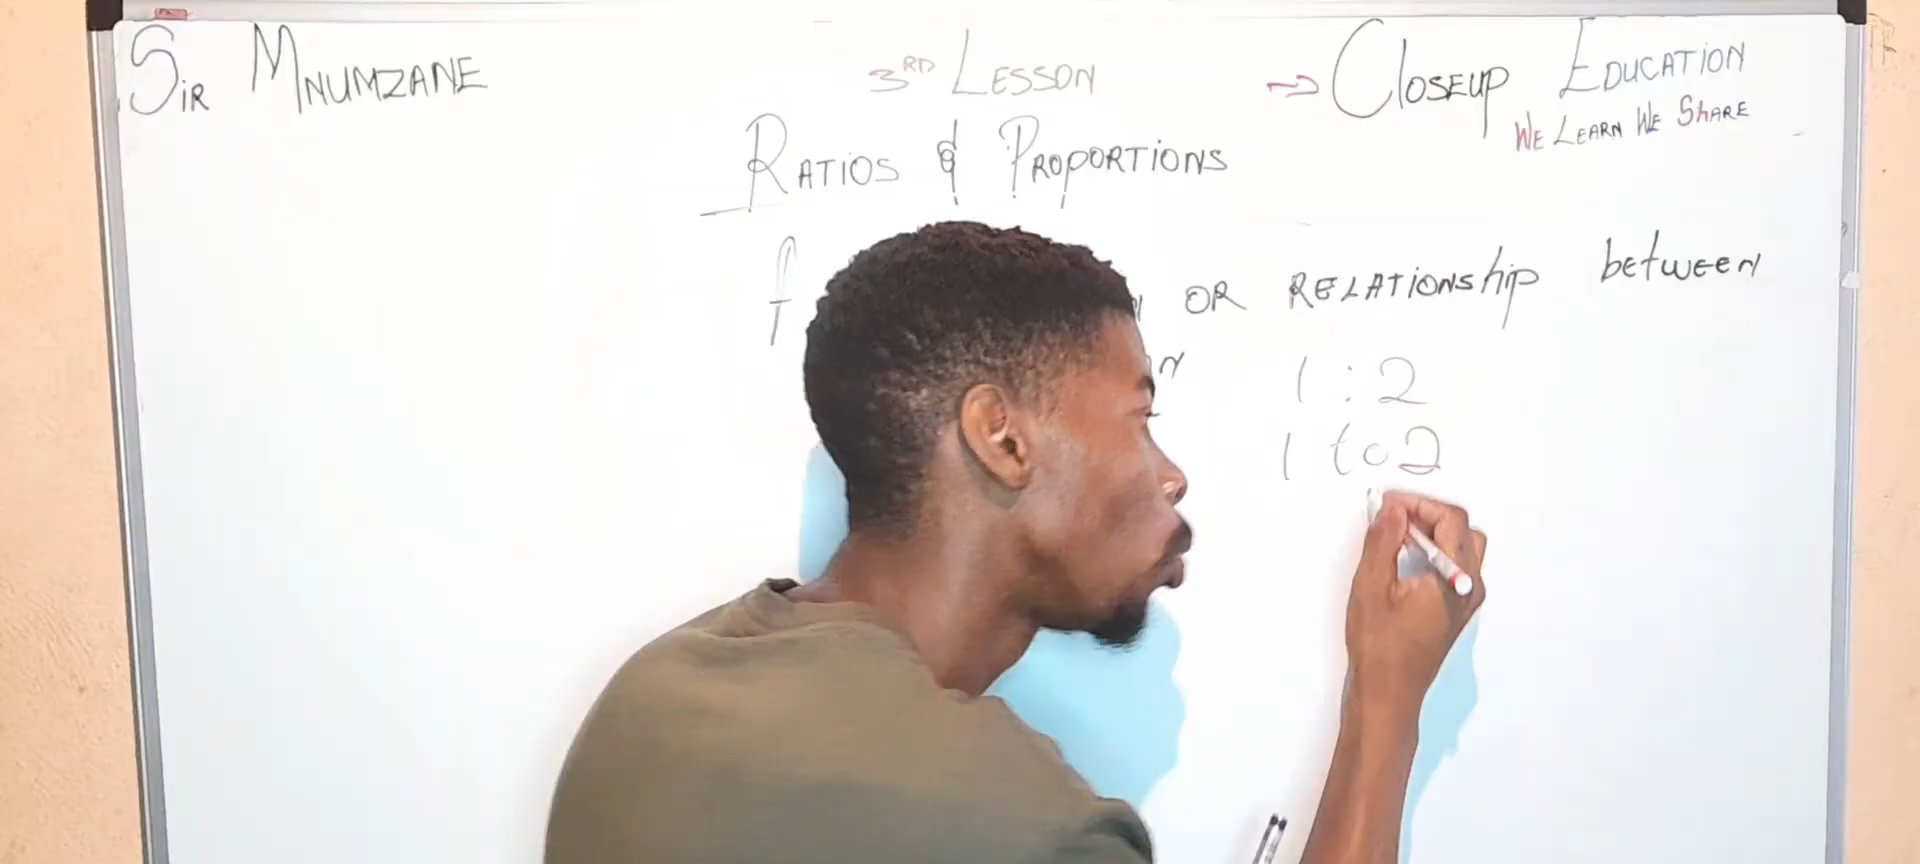 Sir Mnumzane
3RD Lesson
→ Closeup Education
We Learn We Share
Ratios & Proportions
or relationship between
1 : 2
1 to 2